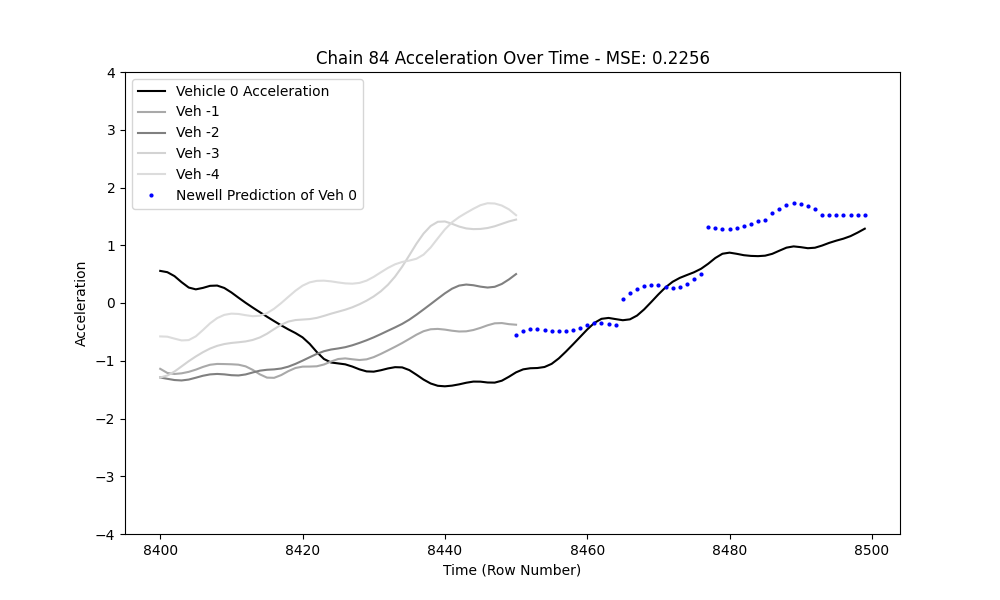 Chain 84 Acceleration Over Time - MSE: 0.2256
Acceleration
4
3
2
1
0
−1
−2
−3
−4
Vehicle 0 Acceleration
Veh -1
Veh -2
Veh -3
Veh -4
Newell Prediction of Veh 0
8400
8420
8440
8460
8480
8500
Time (Row Number)